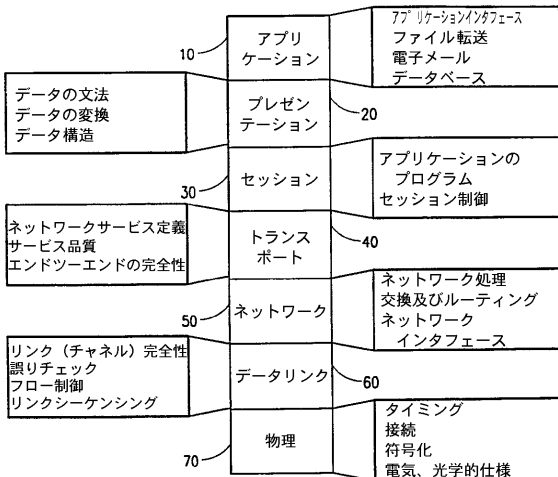 10
アプリ
ケーション
アプリケーションインタフェース
ファイル転送
電子メール
データベース
データの文法
データの変換
データ構造
プレゼン
テーション
20
30
セッション
アプリケーションの
プログラム
セッション制御
ネットワークサービス定義
サービス品質
エンドツーエンドの完全性
トランス
ポート
40
50
ネットワーク
ネットワーク処理
交換及びルーティング
ネットワーク
インタフェース
リンク（チャネル）完全性
誤りチェック
フロー制御
リンクシーケンシング
データリンク
60
70
物理
タイミング
接続
符号化
電気、光学的仕様